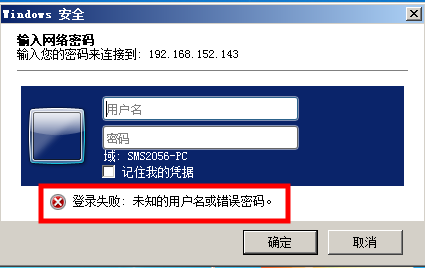 Windows 安全
输入网络密码
输入您的密码来连接到: 192.168.152.143
用户名
密码
域: SMS2056-PC
记住我的凭据
登录失败: 未知的用户名或错误密码。
确定
取消